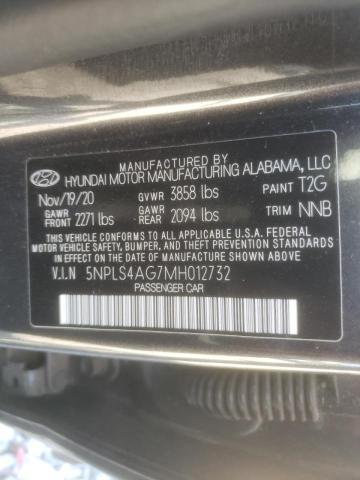 MANUFACTURED BY
HYUNDAI MOTOR MANUFACTURING ALABAMA, LLC
Nov/19/20 GVWR 3858 lbs PAINT T2G
GAWR FRONT 2271 lbs GAWR REAR 2094 lbs TRIM NNB
THIS VEHICLE CONFORMS TO ALL APPLICABLE U.S. FEDERAL
MOTOR VEHICLE SAFETY, BUMPER, AND THEFT PREVENTION
STANDARDS IN EFFECT ON THE DATE OF MANUFACTURE SHOWN ABOVE.
V.I.N 5NPLS4AG7MH012732
PASSENGER CAR